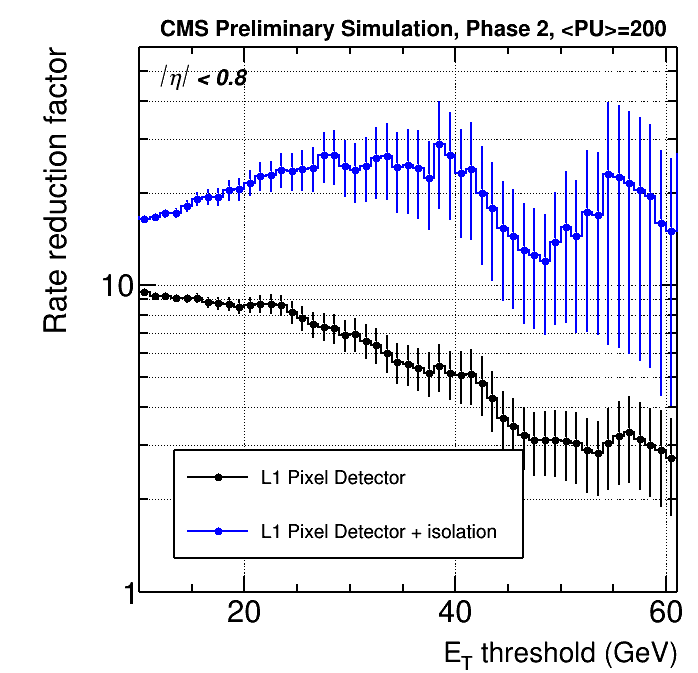 CMS Preliminary Simulation, Phase 2, <PU>=200
|η| < 0.8
Rate reduction factor
10
1
L1 Pixel Detector
L1 Pixel Detector + isolation
20 40 60
E_T threshold (GeV)